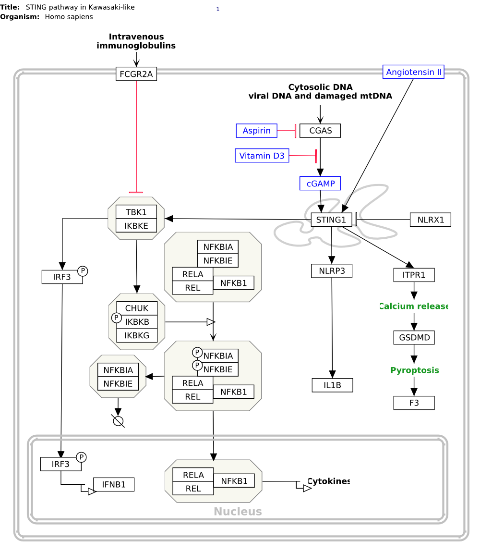 Title: STING pathway in Kawasaki-like
1
Organism: Homo sapiens
Intravenous
immunoglobulins
FCGR2A
Angiotensin II
Cytosolic DNA
viral DNA and damaged mtDNA
Aspirin
CGAS
Vitamin D3
cGAMP
TBK1
IKBKE
STING1
NLRX1
NFKBIA
NFKBIE
RELA
NFKB1
REL
IRF3
P
NLRP3
ITPR1
CHUK
P
IKBKB
IKBKG
Calcium release
GSDMD
P
NFKBIA
P
NFKBIE
RELA
NFKB1
REL
NFKBIA
NFKBIE
Pyroptosis
IL1B
F3
IRF3
P
IFNB1
RELA
NFKB1
REL
Cytokines
Nucleus